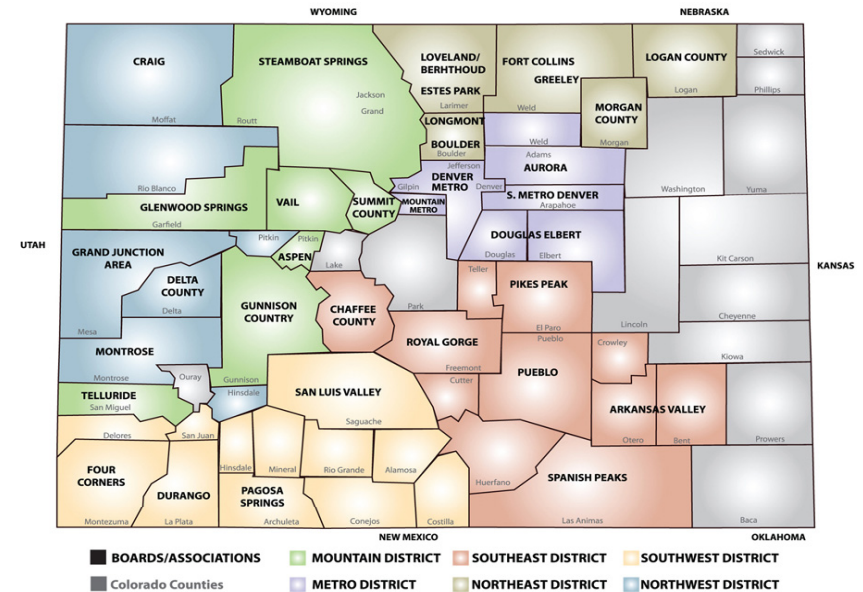 WYOMING
NEBRASKA
CRAIG
Moffat
STEAMBOAT SPRINGS
Jackson
Grand
Routt
LOVELAND/
BERHTHOUD
ESTES PARK
Larimer
FORT COLLINS
GREELEY
Weld
LOGAN COUNTY
Logan
Sedwick
Phillips
MORGAN
COUNTY
Morgan
LONGMONT
BOULDER
Boulder
Weld
Adams
AURORA
Washington
Yuma
Rio Blanco
GLENWOOD SPRINGS
Garfield
VAIL
SUMMIT
COUNTY
Jefferson
Gilpin
DENVER
METRO
Denver
MOUNTAIN
METRO
S. METRO DENVER
Arapahoe
UTAH
GRAND JUNCTION
AREA
Mesa
Pitkin
Pitkin
ASPEN
Lake
DOUGLAS ELBERT
Douglas
Elbert
Kit Carson
KANSAS
DELTA
COUNTY
Delta
GUNNISON
COUNTRY
Gunnison
CHAFFEE
COUNTY
Park
Teller
PIKES PEAK
El Paro
Lincoln
Cheyenne
MONTROSE
Montrose
Ouray
ROYAL GORGE
Freemont
Pueblo
PUEBLO
Crowley
Kiowa
TELLURIDE
San Miguel
Hinsdale
SAN LUIS VALLEY
Saguache
Cutter
ARKANSAS VALLEY
Otero
Bent
Prowers
Delores
San Juan
FOUR
CORNERS
Montezuma
DURANGO
La Plata
Hinsdale
Mineral
Rio Grande
Alamosa
PAGOSA
SPRINGS
Archuleta
Conejos
Costilla
Huerfano
SPANISH PEAKS
Las Animas
Baca
NEW MEXICO
OKLAHOMA
BOARDS/ASSOCIATIONS
MOUNTAIN DISTRICT
SOUTHEAST DISTRICT
SOUTHWEST DISTRICT
Colorado Counties
METRO DISTRICT
NORTHEAST DISTRICT
NORTHWEST DISTRICT